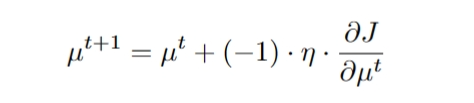 μ^{t+1} = μ^t + (−1) · η · ∂J/∂μ^t